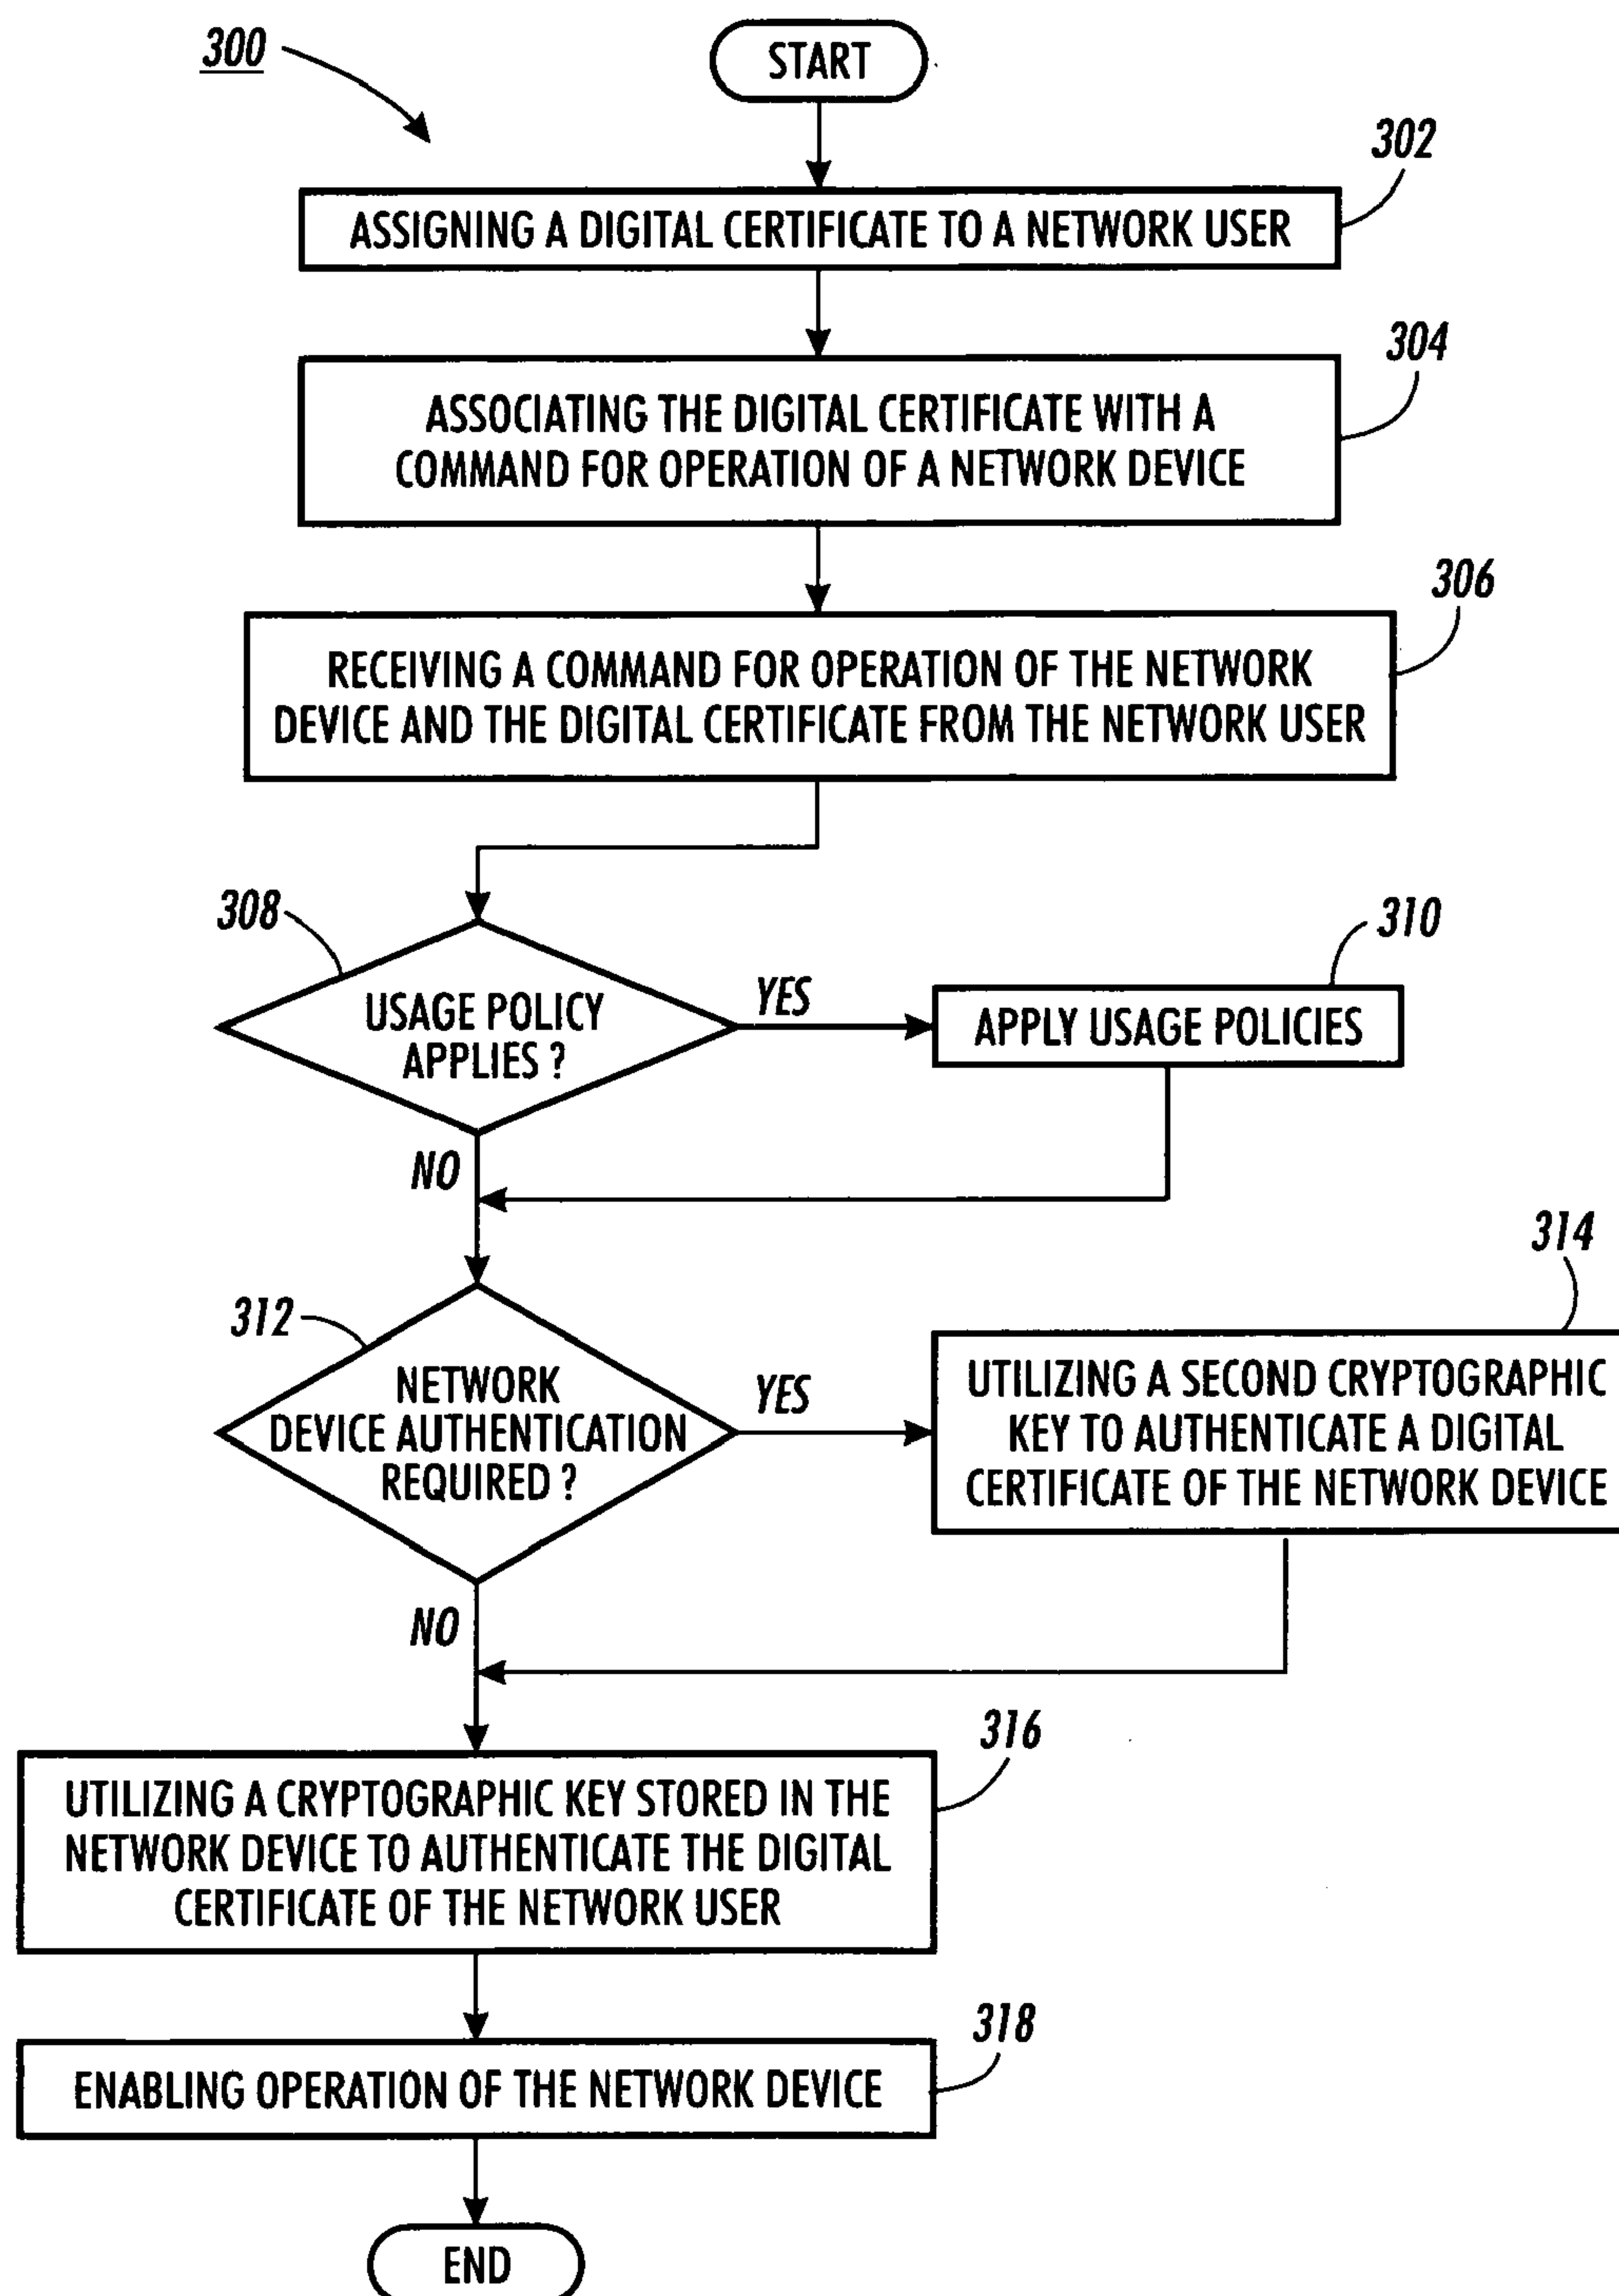 300
START
302
ASSIGNING A DIGITAL CERTIFICATE TO A NETWORK USER
304
ASSOCIATING THE DIGITAL CERTIFICATE WITH A
COMMAND FOR OPERATION OF A NETWORK DEVICE
306
RECEIVING A COMMAND FOR OPERATION OF THE NETWORK
DEVICE AND THE DIGITAL CERTIFICATE FROM THE NETWORK USER
308
USAGE POLICY
APPLIES ?
YES
310
APPLY USAGE POLICIES
NO
312
NETWORK
DEVICE AUTHENTICATION
REQUIRED ?
YES
314
UTILIZING A SECOND CRYPTOGRAPHIC
KEY TO AUTHENTICATE A DIGITAL
CERTIFICATE OF THE NETWORK DEVICE
NO
316
UTILIZING A CRYPTOGRAPHIC KEY STORED IN THE
NETWORK DEVICE TO AUTHENTICATE THE DIGITAL
CERTIFICATE OF THE NETWORK USER
318
ENABLING OPERATION OF THE NETWORK DEVICE
END